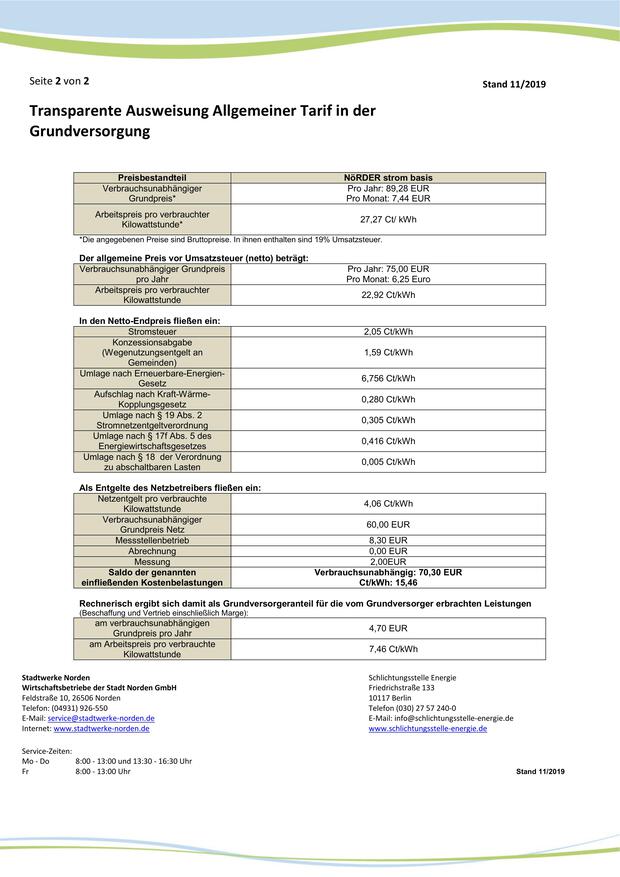 Seite 2 von 2
Stand 11/2019
Transparente Ausweisung Allgemeiner Tarif in der
Grundversorgung
Preisbestandteil NöRDER strom basis
Verbrauchsunabhängiger
Grundpreis*
Pro Jahr: 89,28 EUR
Pro Monat: 7,44 EUR
Arbeitspreis pro verbrauchter
Kilowattstunde*
27,27 Ct/ kWh
*Die angegebenen Preise sind Bruttopreise. In ihnen enthalten sind 19% Umsatzsteuer.
Der allgemeine Preis vor Umsatzsteuer (netto) beträgt:
Verbrauchsunabhängiger Grundpreis
pro Jahr
Pro Jahr: 75,00 EUR
Pro Monat: 6,25 Euro
Arbeitspreis pro verbrauchter
Kilowattstunde
22,92 Ct/kWh
In den Netto-Endpreis fließen ein:
Stromsteuer 2,05 Ct/kWh
Konzessionsabgabe
(Wegenutzungsentgelt an
Gemeinden)
1,59 Ct/kWh
Umlage nach Erneuerbare-Energien-
Gesetz
6,756 Ct/kWh
Aufschlag nach Kraft-Wärme-
Kopplungsgesetz
0,280 Ct/kWh
Umlage nach § 19 Abs. 2
Stromnetzentgeltverordnung
0,305 Ct/kWh
Umlage nach § 17f Abs. 5 des
Energiewirtschaftsgesetzes
0,416 Ct/kWh
Umlage nach § 18 der Verordnung
zu abschaltbaren Lasten
0,005 Ct/kWh
Als Entgelte des Netzbetreibers fließen ein:
Netzentgelt pro verbrauchte
Kilowattstunde
4,06 Ct/kWh
Verbrauchsunabhängiger
Grundpreis Netz
60,00 EUR
Messstellenbetrieb 8,30 EUR
Abrechnung 0,00 EUR
Messung 2,00EUR
Saldo der genannten
einfließenden Kostenbelastungen
Verbrauchsunabhängig: 70,30 EUR
Ct/kWh: 15,46
Rechnerisch ergibt sich damit als Grundversorgeranteil für die vom Grundversorger erbrachten Leistungen
(Beschaffung und Vertrieb einschließlich Marge):
am verbrauchsunabhängigen
Grundpreis pro Jahr
4,70 EUR
am Arbeitspreis pro verbrauchte
Kilowattstunde
7,46 Ct/kWh
Stadtwerke Norden
Wirtschaftsbetriebe der Stadt Norden GmbH
Feldstraße 10, 26506 Norden
Telefon: (04931) 926-550
E-Mail: service@stadtwerke-norden.de
Internet: www.stadtwerke-norden.de
Schlichtungsstelle Energie
Friedrichstraße 133
10117 Berlin
Telefon (030) 27 57 240-0
E-Mail: info@schlichtungsstelle-energie.de
www.schlichtungsstelle-energie.de
Service-Zeiten:
Mo - Do 8:00 - 13:00 und 13:30 - 16:30 Uhr
Fr 8:00 - 13:00 Uhr
Stand 11/2019